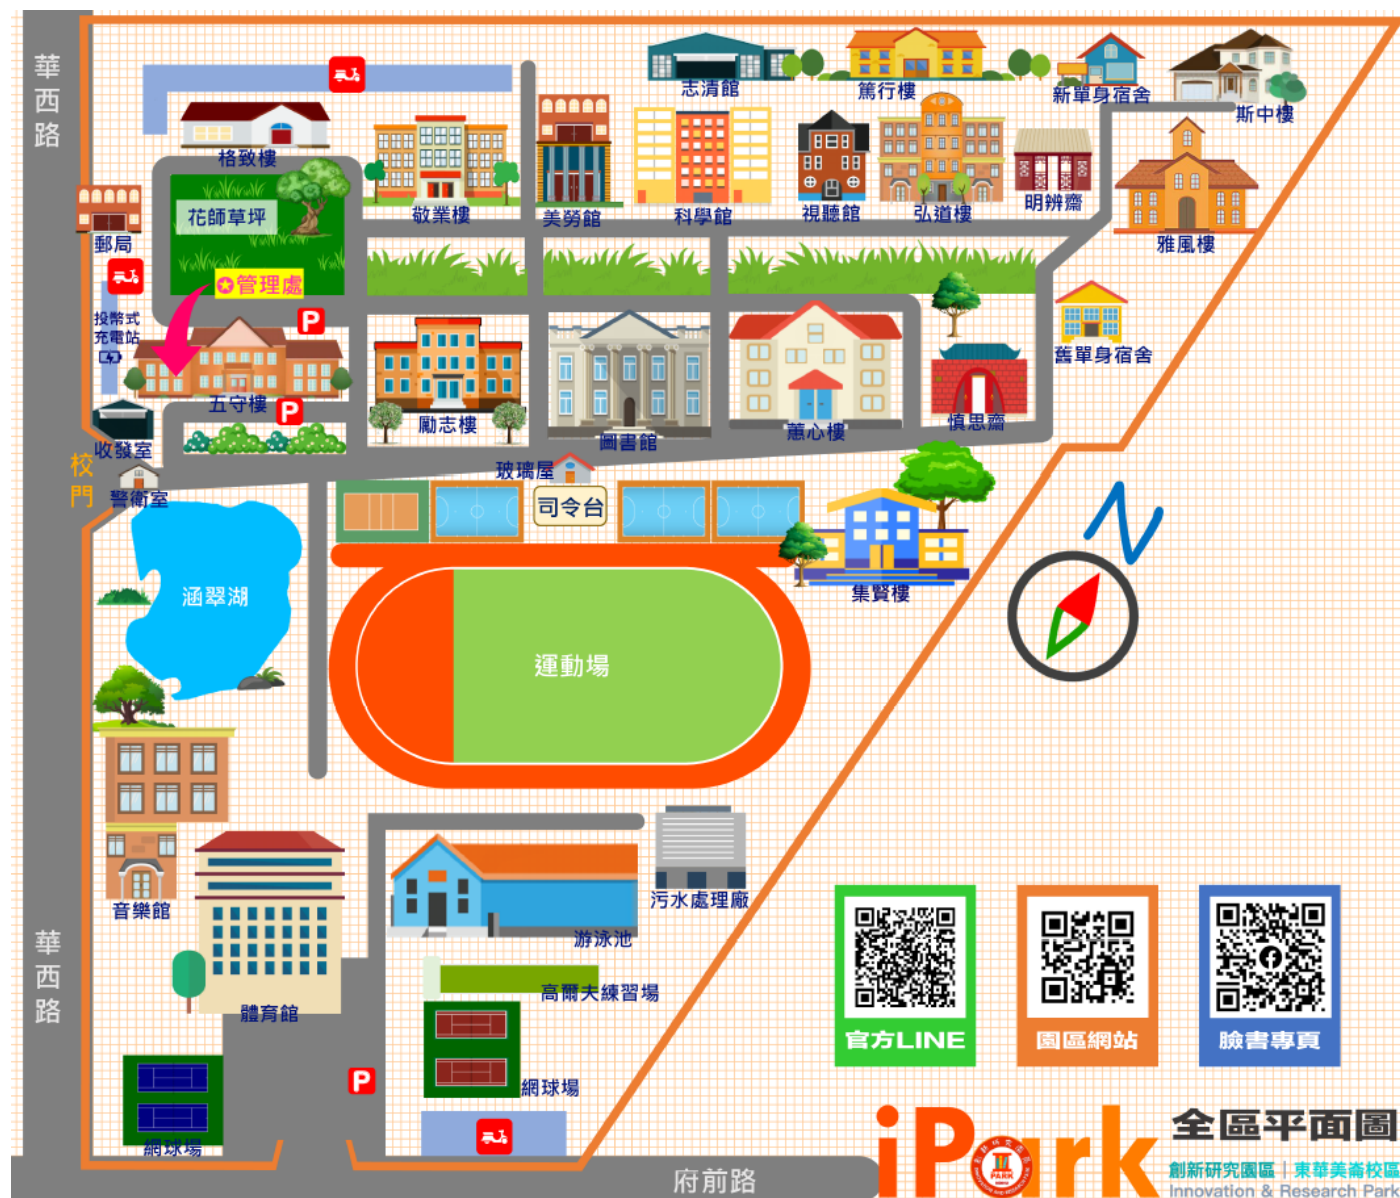 華西路
志清館
篤行樓
新單身宿舍
斯中樓
格致樓
敬業樓
美勞館
科學館
視聽館
弘道樓
明辨齋
雅風樓
花師草坪
郵局
管理處
投幣式
充電站
P
舊單身宿舍
五守樓
P
勵志樓
圖書館
蕙心樓
慎思齋
收發室
校門
警衛室
玻璃屋
司令台
集賢樓
N
涵翠湖
運動場
音樂館
體育館
游泳池
污水處理廠
高爾夫練習場
華西路
網球場
P
網球場
府前路
官方LINE
園區網站
臉書專頁
iPark
PARK
全區平面圖
創新研究園區｜東華美崙校區
Innovation & Research Park